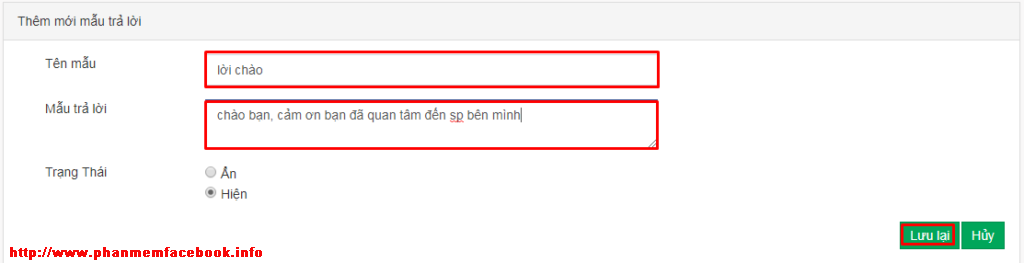 Thêm mới mẫu trả lời
Tên mẫu
lời chào
Mẫu trả lời
chào bạn, cảm ơn bạn đã quan tâm đến sp bên mình
Trạng Thái
Ẩn
Hiện
Lưu lại Hủy
http://www.phanmemfacebook.info